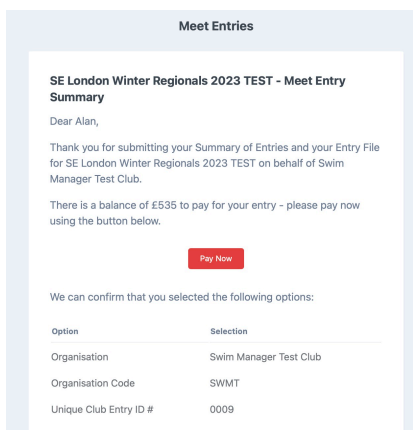 Meet Entries
SE London Winter Regionals 2023 TEST - Meet Entry
Summary
Dear Alan,
Thank you for submitting your Summary of Entries and your Entry File
for SE London Winter Regionals 2023 TEST on behalf of Swim
Manager Test Club.
There is a balance of £535 to pay for your entry - please pay now
using the button below.
Pay Now
We can confirm that you selected the following options:
Option Selection
Organisation Swim Manager Test Club
Organisation Code SWMT
Unique Club Entry ID # 0009